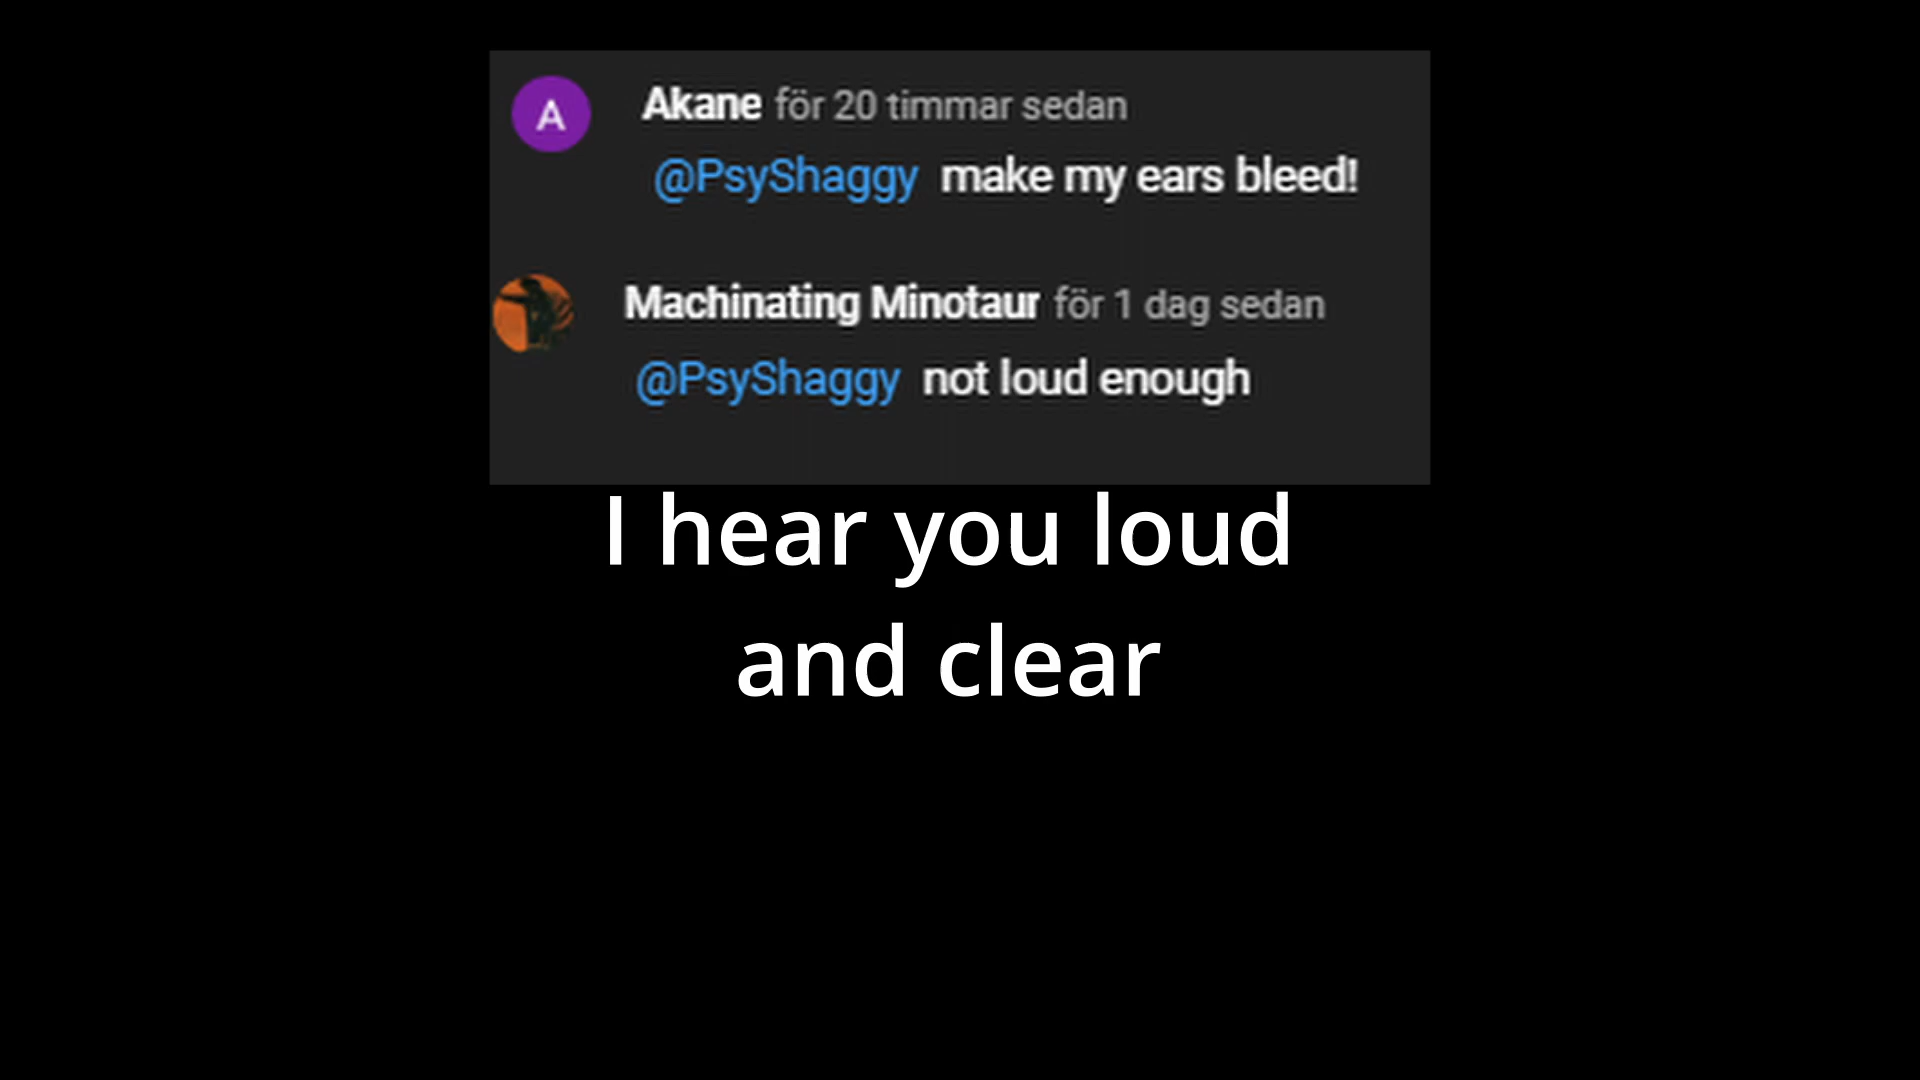 A
Akane för 20 timmar sedan
@PsyShaggy make my ears bleed!
Machinating Minotaur för 1 dag sedan
@PsyShaggy not loud enough
I hear you loud
and clear